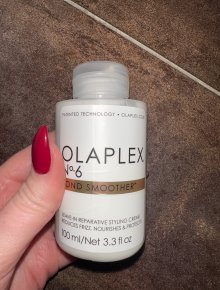 PATENTED TECHNOLOGY • OLAPLEX.COM
OLAPLEX
Nº6
OND SMOOTHER
LEAVE-IN REPARATIVE STYLING CREME
REDUCES FRIZZ, NOURISHES & PROTECTS
100 ml/Net 3.3 fl oz